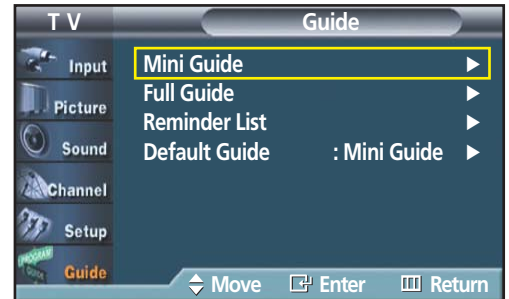 T V
Guide
Input
Picture
Sound
Channel
Setup
PROGRAM
GUIDE
Guide
Mini Guide
Full Guide
Reminder List
Default Guide : Mini Guide
Move Enter Return